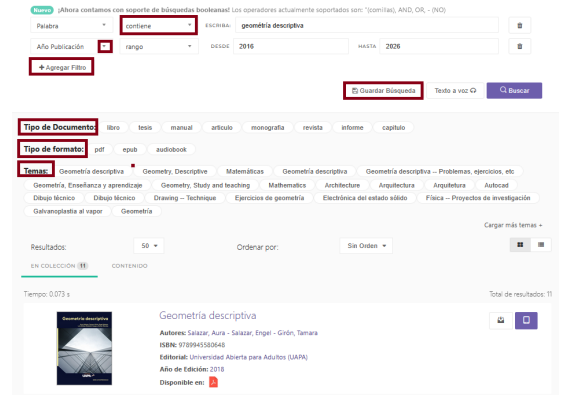 Nuevo ¡Ahora contamos con soporte de búsquedas booleanas! Los operadores actualmente soportados son: "(comillas), AND, OR, - (NO)
Palabra contiene ESCRIBA: geométria descriptiva
Año Publicación rango DESDE 2016 HASTA 2026
+ Agregar Filtro
Guardar Búsqueda Texto a voz Buscar
Tipo de Documento: libro tesis manual artículo monografía revista informe capítulo
Tipo de formato: pdf epub audiobook
Temas: Geometría descriptiva Geometry, Descriptive Matemáticas Geometría descriptiva Geometría descriptiva -- Problemas, ejercicios, etc
Geometría, Enseñanza y aprendizaje Geometry, Study and teaching Mathematics Architecture Arquitectura Arquitetura Autocad
Dibujo técnico Dibujo técnico Drawing -- Technique Ejercicios de geometría Electrónica del estado sólido Física -- Proyectos de investigación
Galvanoplastia al vapor Geometría
Cargar más temas +
Resultados: 50 Ordenar por: Sin Orden
EN COLECCIÓN 11 CONTENIDO
Tiempo: 0.073 s Total de resultados: 11
Geometría descriptiva
Geometría descriptiva
Autores: Salazar, Aura - Salazar, Engel - Girón, Tamara
ISBN: 9789945580648
Editorial: Universidad Abierta para Adultos (UAPA)
Año de Edición: 2018
Disponible en:
UAPA